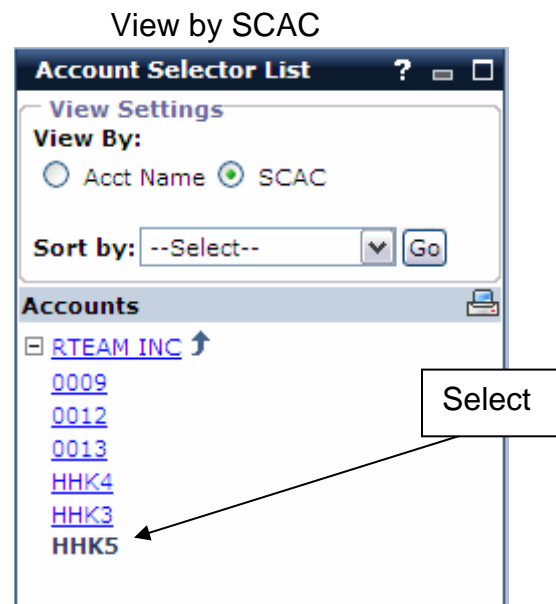 View by SCAC
Account Selector List ?
View Settings
View By:
Acct Name SCAC
Sort by: --Select-- Go
Accounts
RTEAM INC
0009
0012
Select
0013
HHK4
HHK3
HHK5